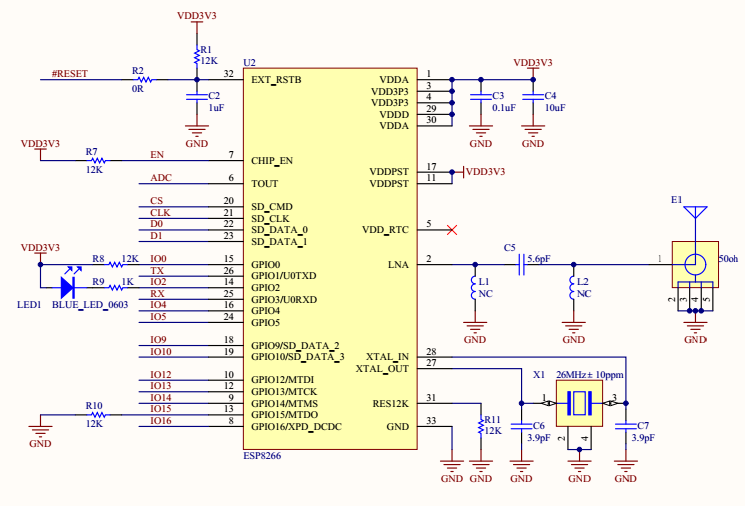 VDD3V3
R1
12K
#RESET
R2
0R
32
C2
1uF
GND
U2
EXT_RSTB
VDDA
1
VDD3P3
3
VDD3P3
4
VDDD
29
VDDA
30
C3
0.1uF
VDD3V3
C4
10uF
GND
GND
VDD3V3
R7
12K
EN
7
CHIP_EN
ADC
6
TOUT
VDDPST
17
VDDPST
11
VDD3V3
CS
20
SD_CMD
CLK
21
SD_CLK
D0
22
SD_DATA_0
D1
23
SD_DATA_1
VDD_RTC
5
VDD3V3
R8
12K
IO0
15
GPIO0
TX
26
GPIO1/U0TXD
R9
1K
IO2
14
GPIO2
RX
25
GPIO3/U0RXD
LED1
BLUE_LED_0603
IO4
16
GPIO4
IO5
24
GPIO5
LNA
2
L1
NC
GND
C5
5.6pF
L2
NC
GND
E1
1
50oh
2
3
4
5
GND
IO9
18
GPIO9/SD_DATA_2
IO10
19
GPIO10/SD_DATA_3
IO12
10
GPIO12/MTDI
IO13
12
GPIO13/MTCK
IO14
9
GPIO14/MTMS
IO15
13
GPIO15/MTDO
IO16
8
GPIO16/XPD_DCDC
R10
12K
GND
XTAL_IN
28
XTAL_OUT
27
RES12K
31
GND
33
ESP8266
R11
12K
GND
GND
X1
26MHz± 10ppm
1
3
2
4
C6
3.9pF
C7
3.9pF
GND
GND
GND